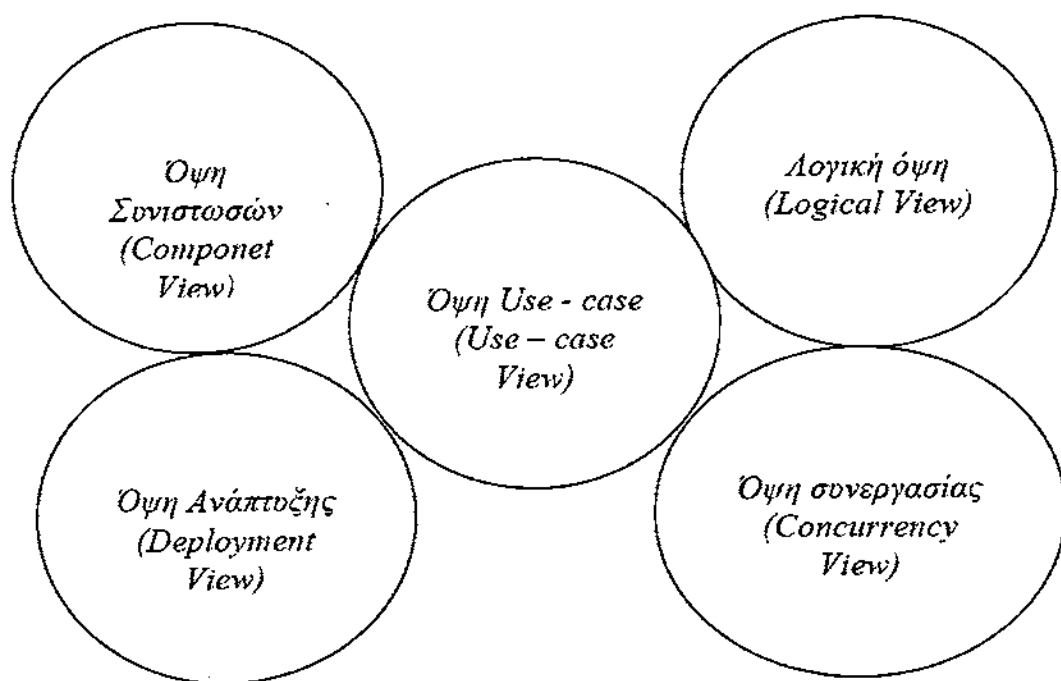 Όψη
Συνιστωσών
(Componet
View)
Λογική όψη
(Logical View)
Όψη Use - case
(Use – case
View)
Όψη Ανάπτυξης
(Deployment
View)
Όψη συνεργασίας
(Concurrency
View)